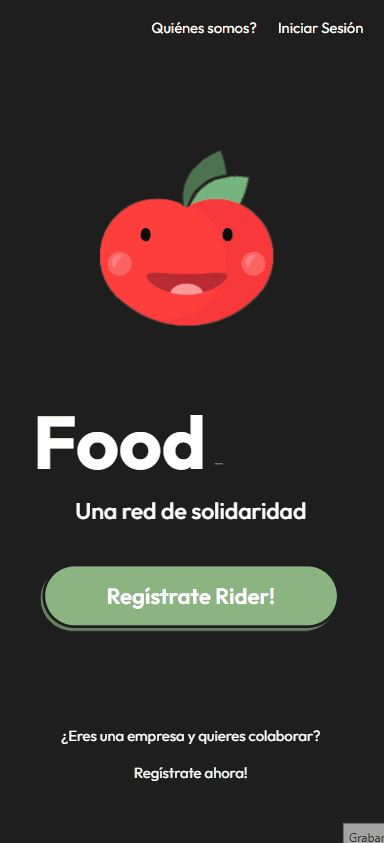 Quiénes somos? Iniciar Sesión
Food _
Una red de solidaridad
Regístrate Rider!
¿Eres una empresa y quieres colaborar?
Regístrate ahora!
Grabar